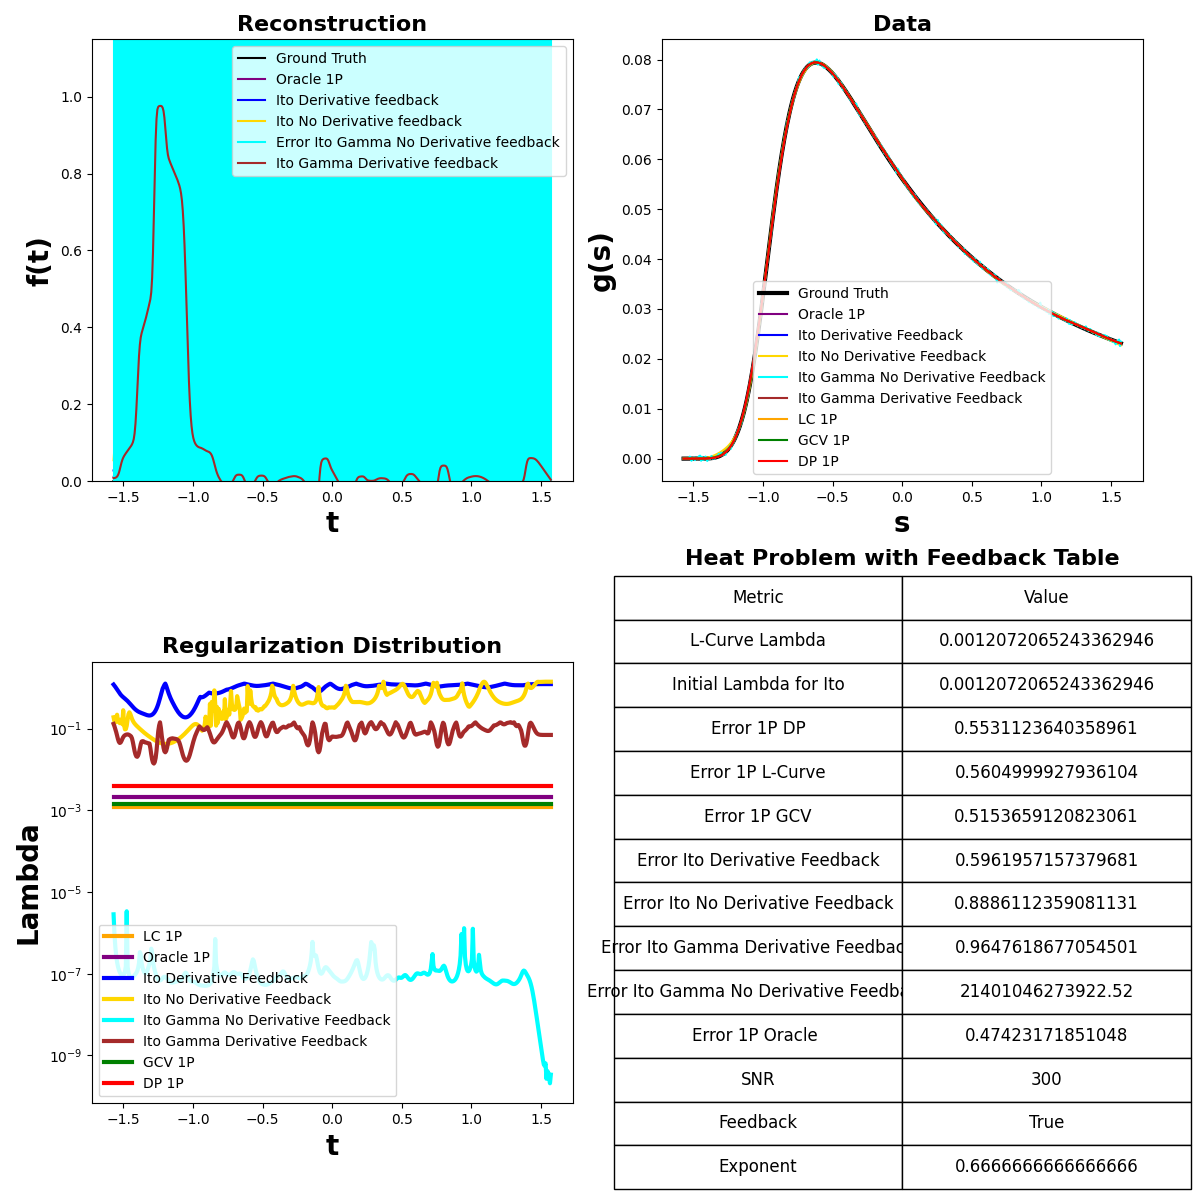 Reconstruction
1.0
0.8
0.6
0.4
0.2
0.0
f(t)
Ground Truth
Oracle 1P
Ito Derivative feedback
Ito No Derivative feedback
Error Ito Gamma No Derivative feedback
Ito Gamma Derivative feedback
−1.5 −1.0 −0.5 0.0 0.5 1.0 1.5
t
Data
0.08
0.07
0.06
0.05
0.04
0.03
0.02
0.01
0.00
g(s)
Ground Truth
Oracle 1P
Ito Derivative Feedback
Ito No Derivative Feedback
Ito Gamma No Derivative Feedback
Ito Gamma Derivative Feedback
LC 1P
GCV 1P
DP 1P
−1.5 −1.0 −0.5 0.0 0.5 1.0 1.5
s
Regularization Distribution
10⁻¹
10⁻³
10⁻⁵
10⁻⁷
10⁻⁹
Lambda
LC 1P
Oracle 1P
Ito Derivative Feedback
Ito No Derivative Feedback
Ito Gamma No Derivative Feedback
Ito Gamma Derivative Feedback
GCV 1P
DP 1P
−1.5 −1.0 −0.5 0.0 0.5 1.0 1.5
t
Heat Problem with Feedback Table
Metric Value
L-Curve Lambda 0.0012072065243362946
Initial Lambda for Ito 0.0012072065243362946
Error 1P DP 0.5531123640358961
Error 1P L-Curve 0.5604999927936104
Error 1P GCV 0.5153659120823061
Error Ito Derivative Feedback 0.5961957157379681
Error Ito No Derivative Feedback 0.8886112359081131
Error Ito Gamma Derivative Feedbac 0.9647618677054501
Error Ito Gamma No Derivative Feedba 21401046273922.52
Error 1P Oracle 0.47423171851048
SNR 300
Feedback True
Exponent 0.6666666666666666